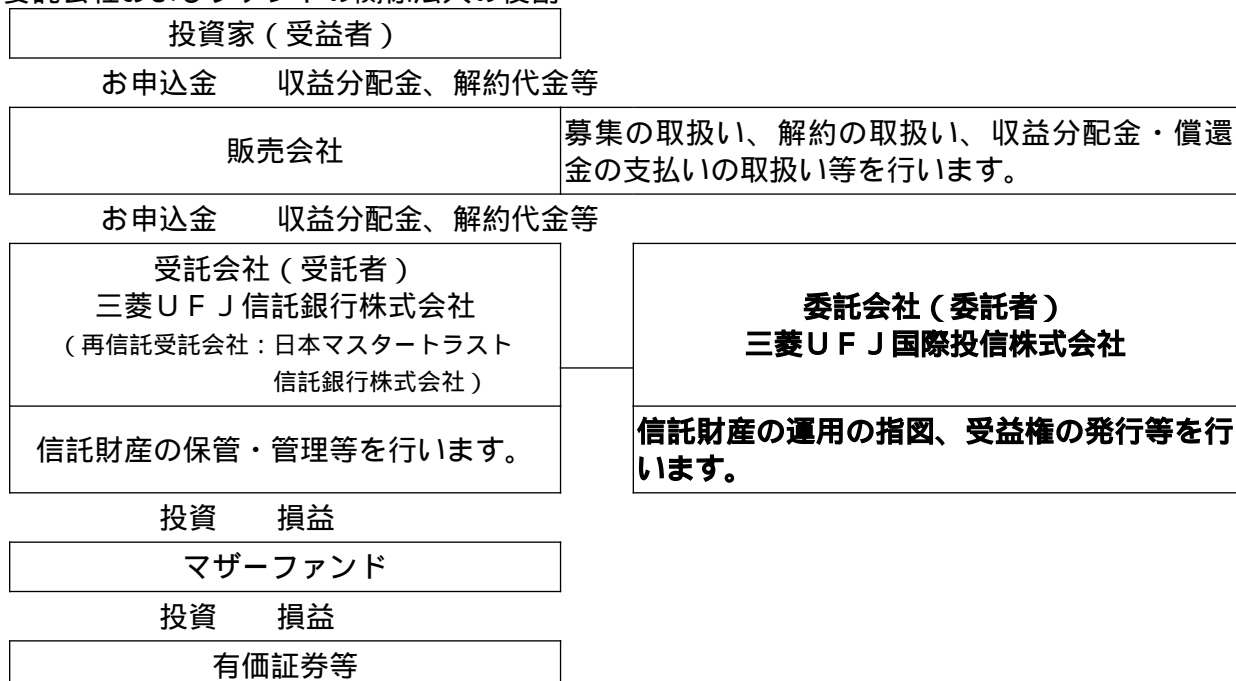 投資家（受益者）
お申込金　　収益分配金、解約代金等
販売会社
募集の取扱い、解約の取扱い、収益分配金・償還
金の支払いの取扱い等を行います。
お申込金　　収益分配金、解約代金等
受託会社（受託者）
三菱ＵＦＪ信託銀行株式会社
（再信託受託会社：日本マスタートラスト
信託銀行株式会社）
委託会社（委託者）
三菱ＵＦＪ国際投信株式会社
信託財産の保管・管理等を行います。
信託財産の運用の指図、受益権の発行等を行
います。
投資　　損益
マザーファンド
投資　　損益
有価証券等